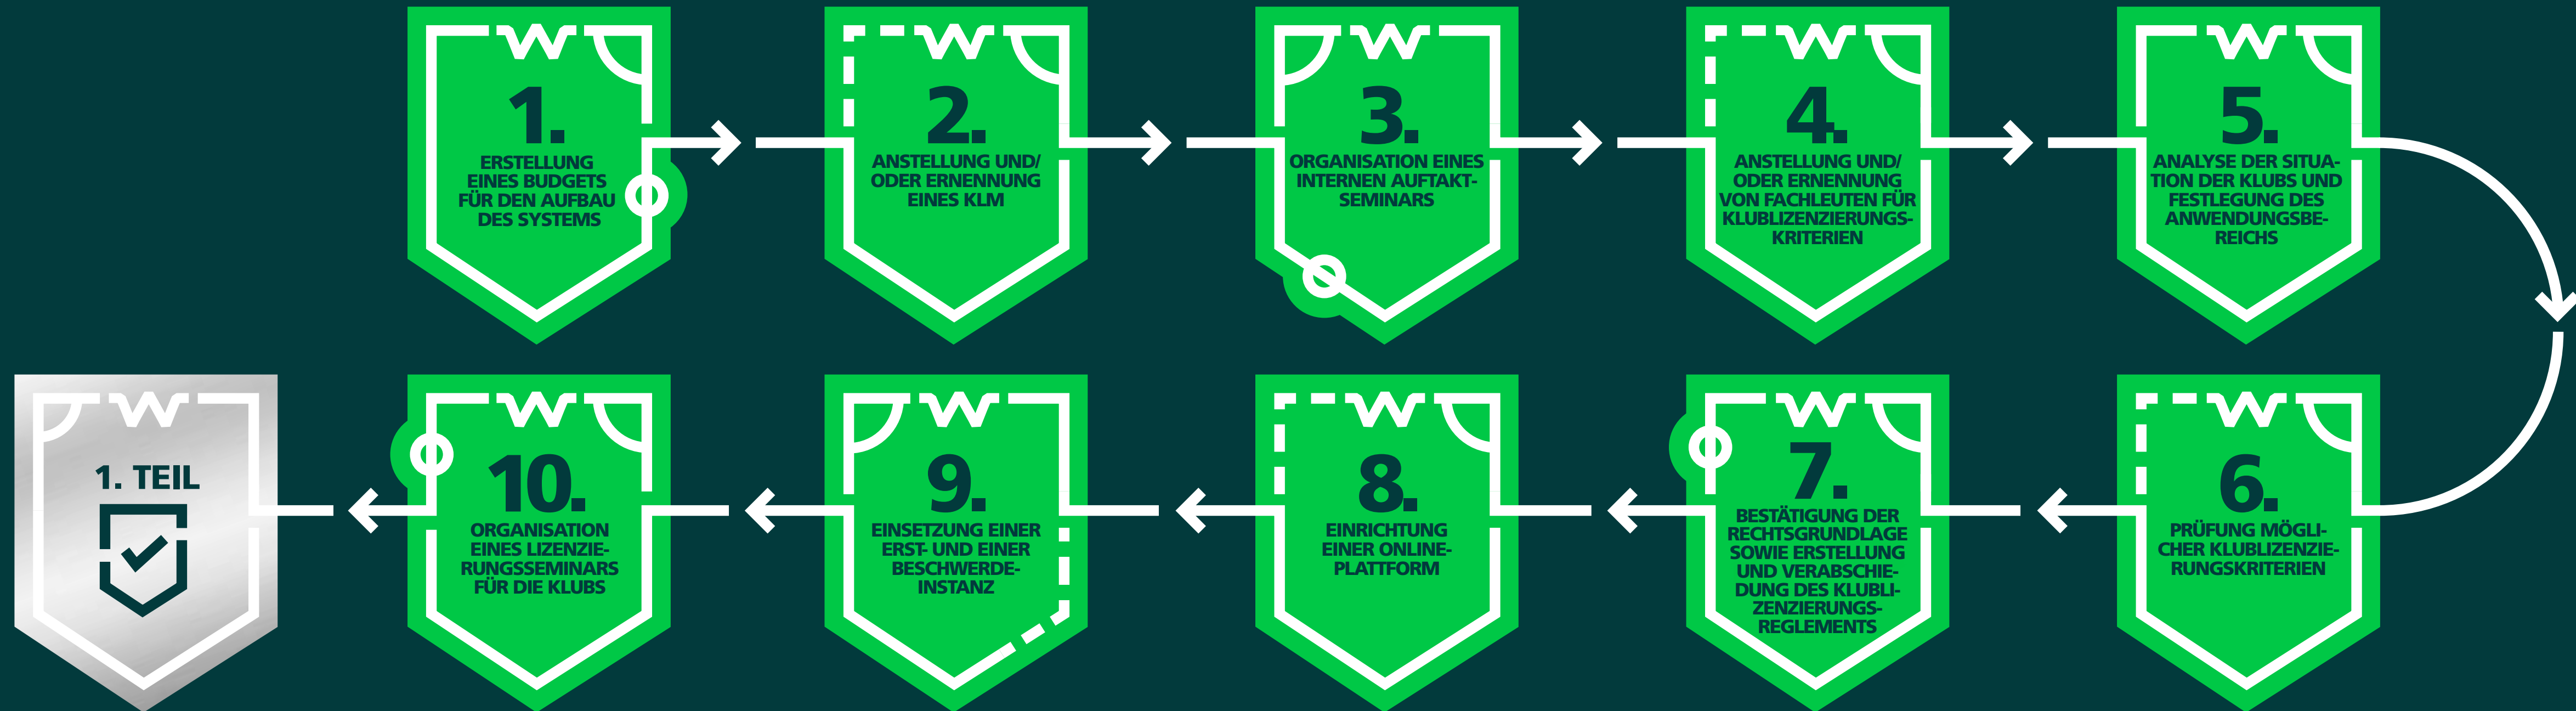 1.
ERSTELLUNG
EINES BUDGETS
FÜR DEN AUFBAU
DES SYSTEMS
2.
ANSTELLUNG UND/
ODER ERNENNUNG
EINES KLM
3.
ORGANISATION EINES
INTERNEN AUFTAKT-
SEMINARS
4.
ANSTELLUNG UND/
ODER ERNENNUNG
VON FACHLEUTEN FÜR
KLUBLIZENZIERUNGS-
KRITERIEN
5.
ANALYSE DER SITUA-
TION DER KLUBS UND
FESTLEGUNG DES
ANWENDUNGSBE-
REICHS
6.
PRÜFUNG MÖGLI-
CHER KLUBLIZENZIE-
RUNGSKRITERIEN
7.
BESTÄTIGUNG DER
RECHTSGRUNDLAGE
SOWIE ERSTELLUNG
UND VERABSCHIE-
DUNG DES KLUBLI-
ZENZIERUNGS-
REGLEMENTS
8.
EINRICHTUNG
EINER ONLINE-
PLATTFORM
9.
EINSETZUNG EINER
ERST- UND EINER
BESCHWERDE-
INSTANZ
10.
ORGANISATION
EINES LIZENZIE-
RUNGSSEMINARS
FÜR DIE KLUBS
1. TEIL